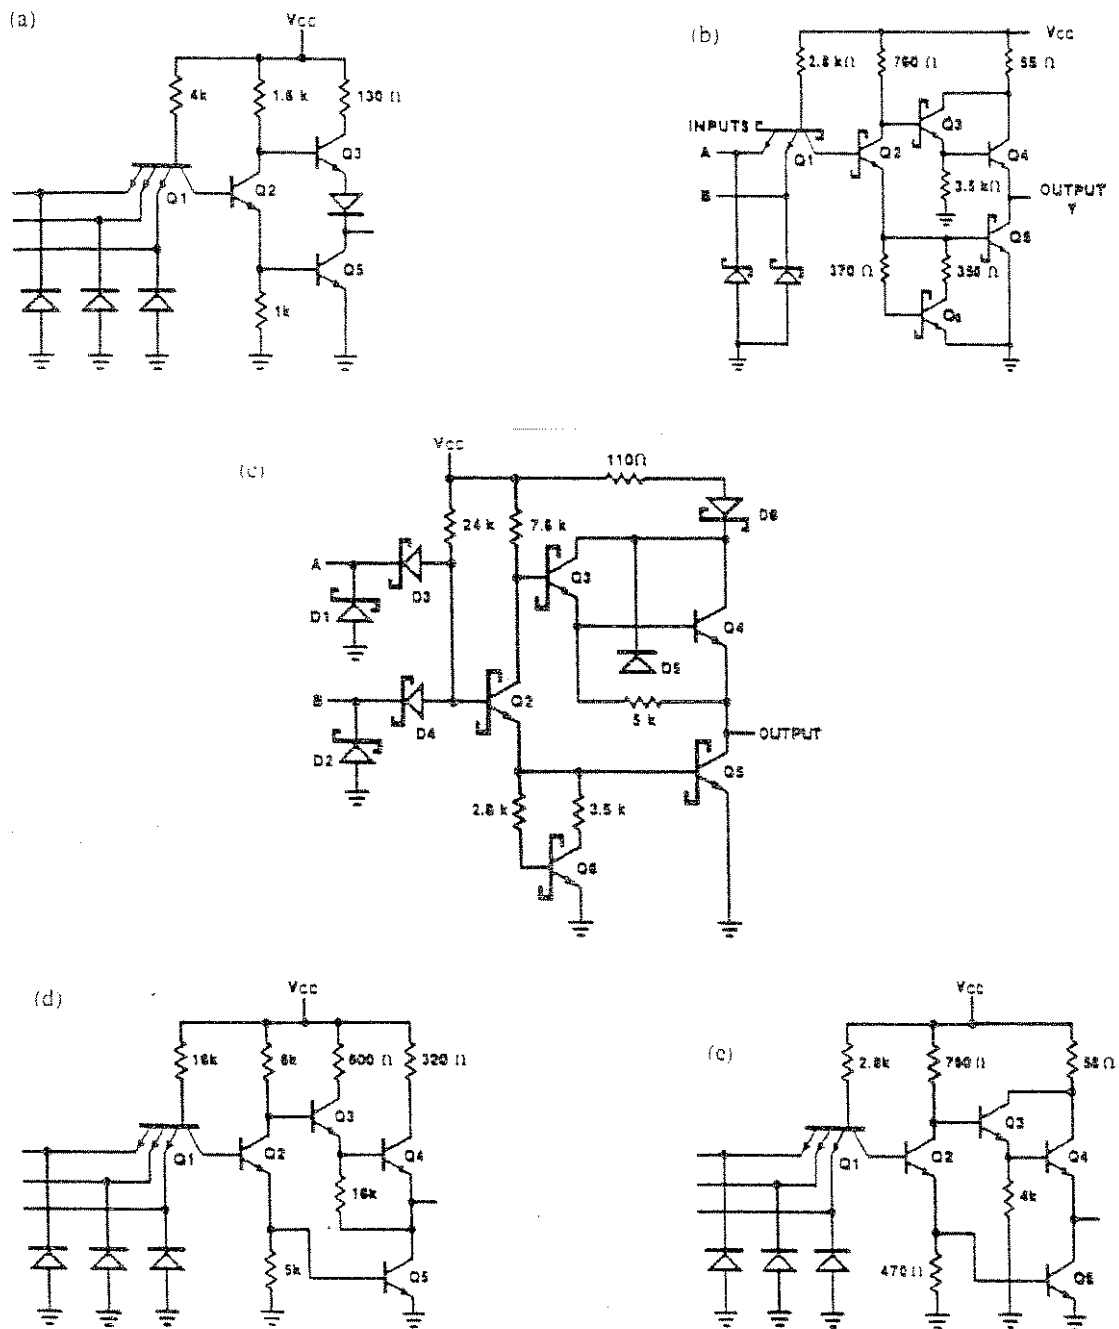 (a)
VCC
4k
1.6 k
130 Ω
Q3
Q1
Q2
Q5
1k
(b)
VCC
2.8 kΩ
760 Ω
55 Ω
INPUTS
A
Q1
Q2
Q3
Q4
B
3.5 kΩ
OUTPUT
Y
Q5
370 Ω
350 Ω
Q6
(c)
VCC
110Ω
24 k
7.6 k
D6
A
D3
Q3
D1
Q4
D5
B
D4
Q2
5 k
D2
OUTPUT
Q5
2.8 k
3.5 k
Q6
(d)
VCC
16k
6k
600 Ω
320 Ω
Q3
Q1
Q2
Q4
16k
5k
Q5
(e)
VCC
2.8k
760Ω
58 Ω
Q3
Q1
Q2
Q4
4k
470Ω
Q5